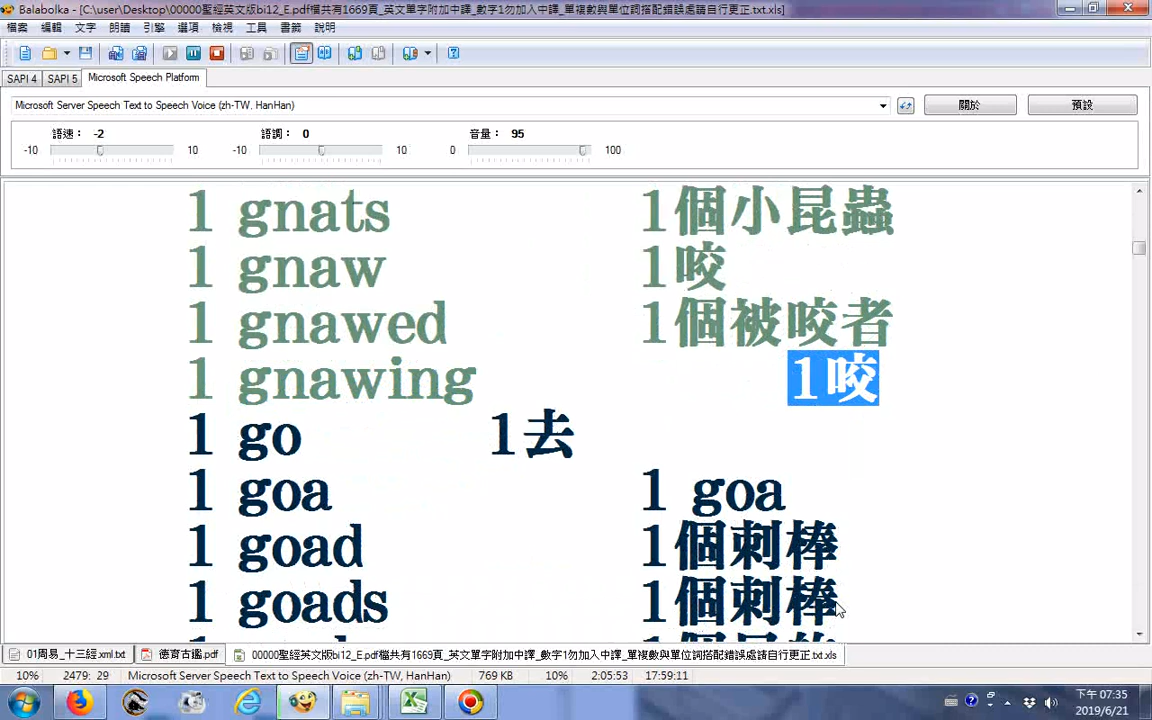 Balabolka - [C:\user\Desktop\00000聖經英文版bi12_E.pdf檔共有1669頁_英文單字附加中譯_數字1勿加入中譯_單複數與單位詞搭配錯誤處請自行更正.txt.xls]
檔案 編輯 文字 朗讀 引擎 選項 檢視 工具 書籤 說明
SAPI 4 SAPI 5 Microsoft Speech Platform
Microsoft Server Speech Text to Speech Voice (zh-TW, HanHan) 關於 預設
語速： -2 語調： 0 音量： 95
-10 10 -10 10 0 100
1 gnats 1個小昆蟲
1 gnaw 1咬
1 gnawed 1個被咬者
1 gnawing 1咬
1 go 1去
1 goa 1 goa
1 goad 1個刺棒
1 goads 1個刺棒
01周易_十三經.xml.txt 德育古鑑.pdf 00000聖經英文版bi12_E.pdf檔共有1669頁_英文單字附加中譯_數字1勿加入中譯_單複數與單位詞搭配錯誤處請自行更正.txt.xls
10% 2479: 29 Microsoft Server Speech Text to Speech Voice (zh-TW, HanHan) 769 KB 10% 2:05:53 17:59:11
下午 07:35
2019/6/21